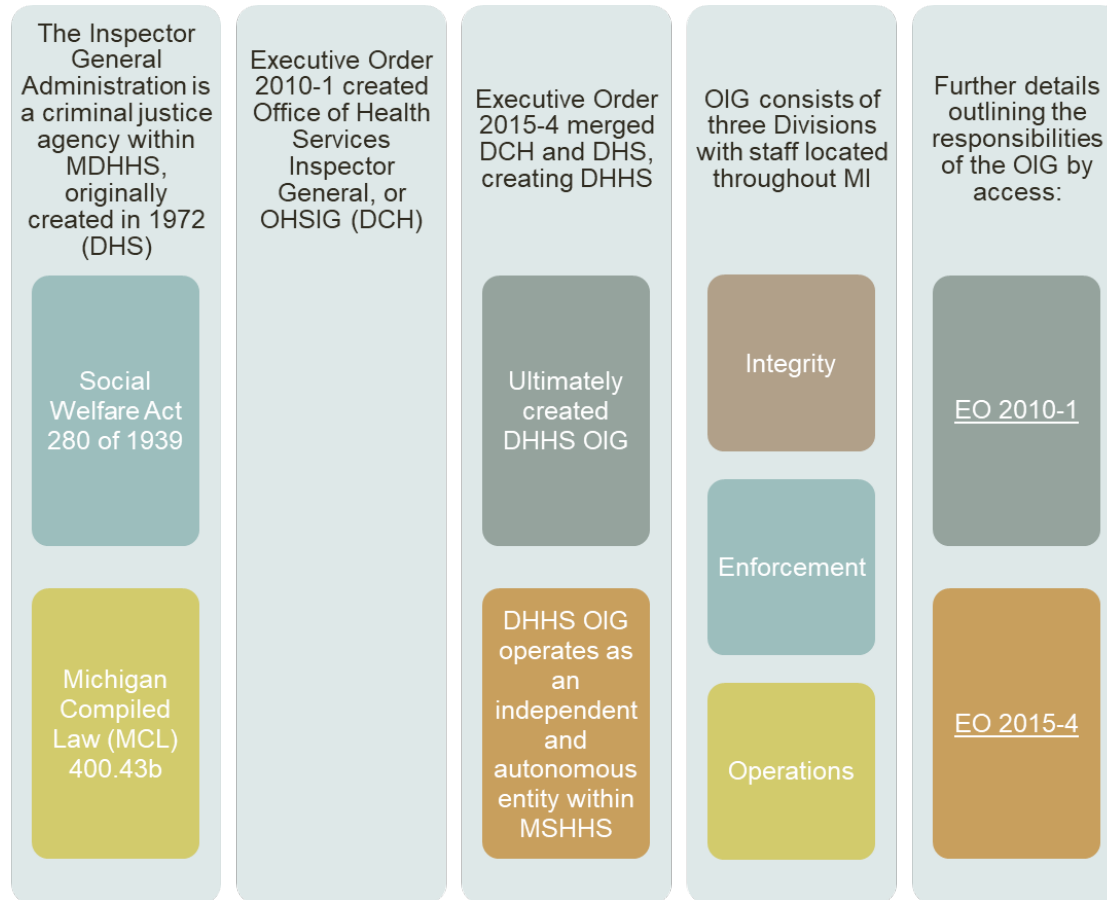 The Inspector
General
Administration is
a criminal justice
agency within
MDHHS,
originally
created in 1972
(DHS)
Social
Welfare Act
280 of 1939
Michigan
Compiled
Law (MCL)
400.43b
Executive Order
2010-1 created
Office of Health
Services
Inspector
General, or
OHSIG (DCH)
Executive Order
2015-4 merged
DCH and DHS,
creating DHHS
Ultimately
created
DHHS OIG
DHHS OIG
operates as
an
independent
and
autonomous
entity within
MSHHS
OIG consists of
three Divisions
with staff located
throughout MI
Integrity
Enforcement
Operations
Further details
outlining the
responsibilities
of the OIG by
access:
EO 2010-1
EO 2015-4